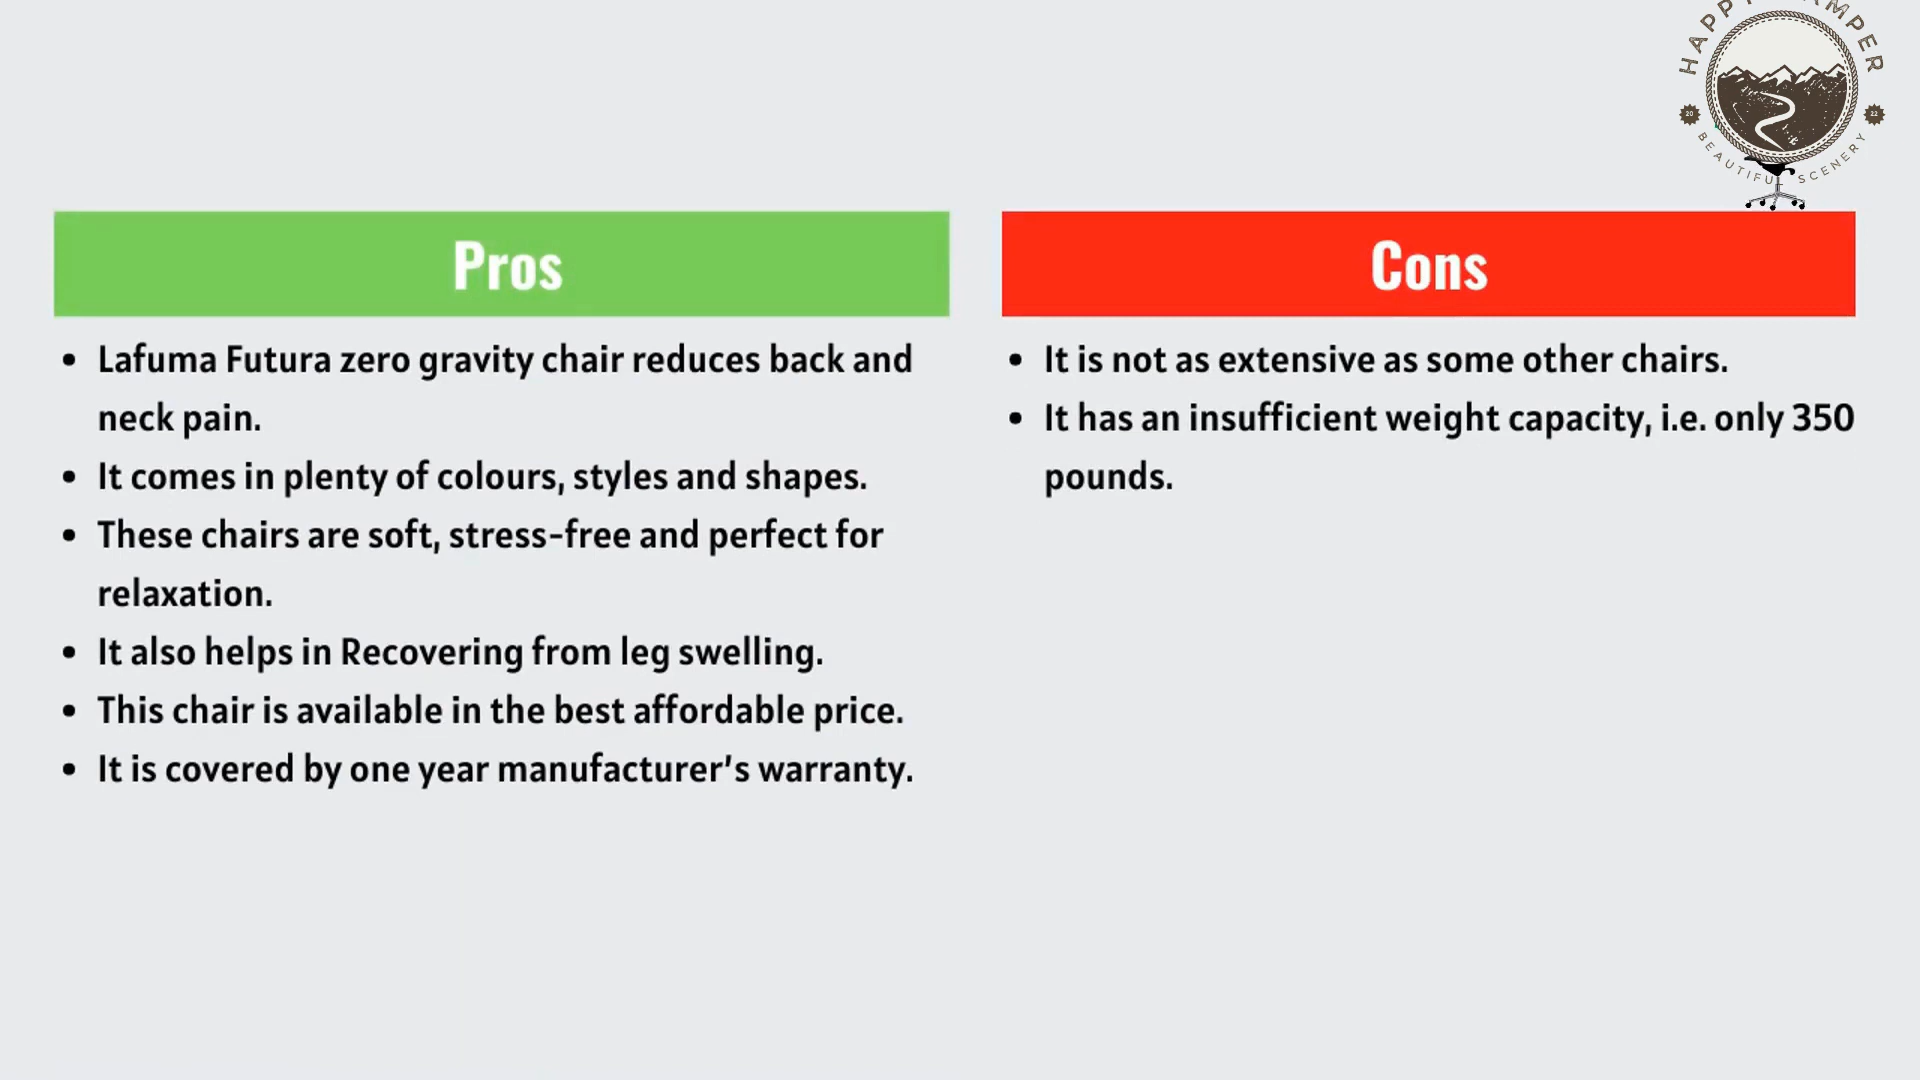 BEAUTIFUL SCENERY
20
22
Pros
Cons
• Lafuma Futura zero gravity chair reduces back and
neck pain.
• It comes in plenty of colours, styles and shapes.
• These chairs are soft, stress-free and perfect for
relaxation.
• It also helps in Recovering from leg swelling.
• This chair is available in the best affordable price.
• It is covered by one year manufacturer's warranty.
• It is not as extensive as some other chairs.
• It has an insufficient weight capacity, i.e. only 350
pounds.